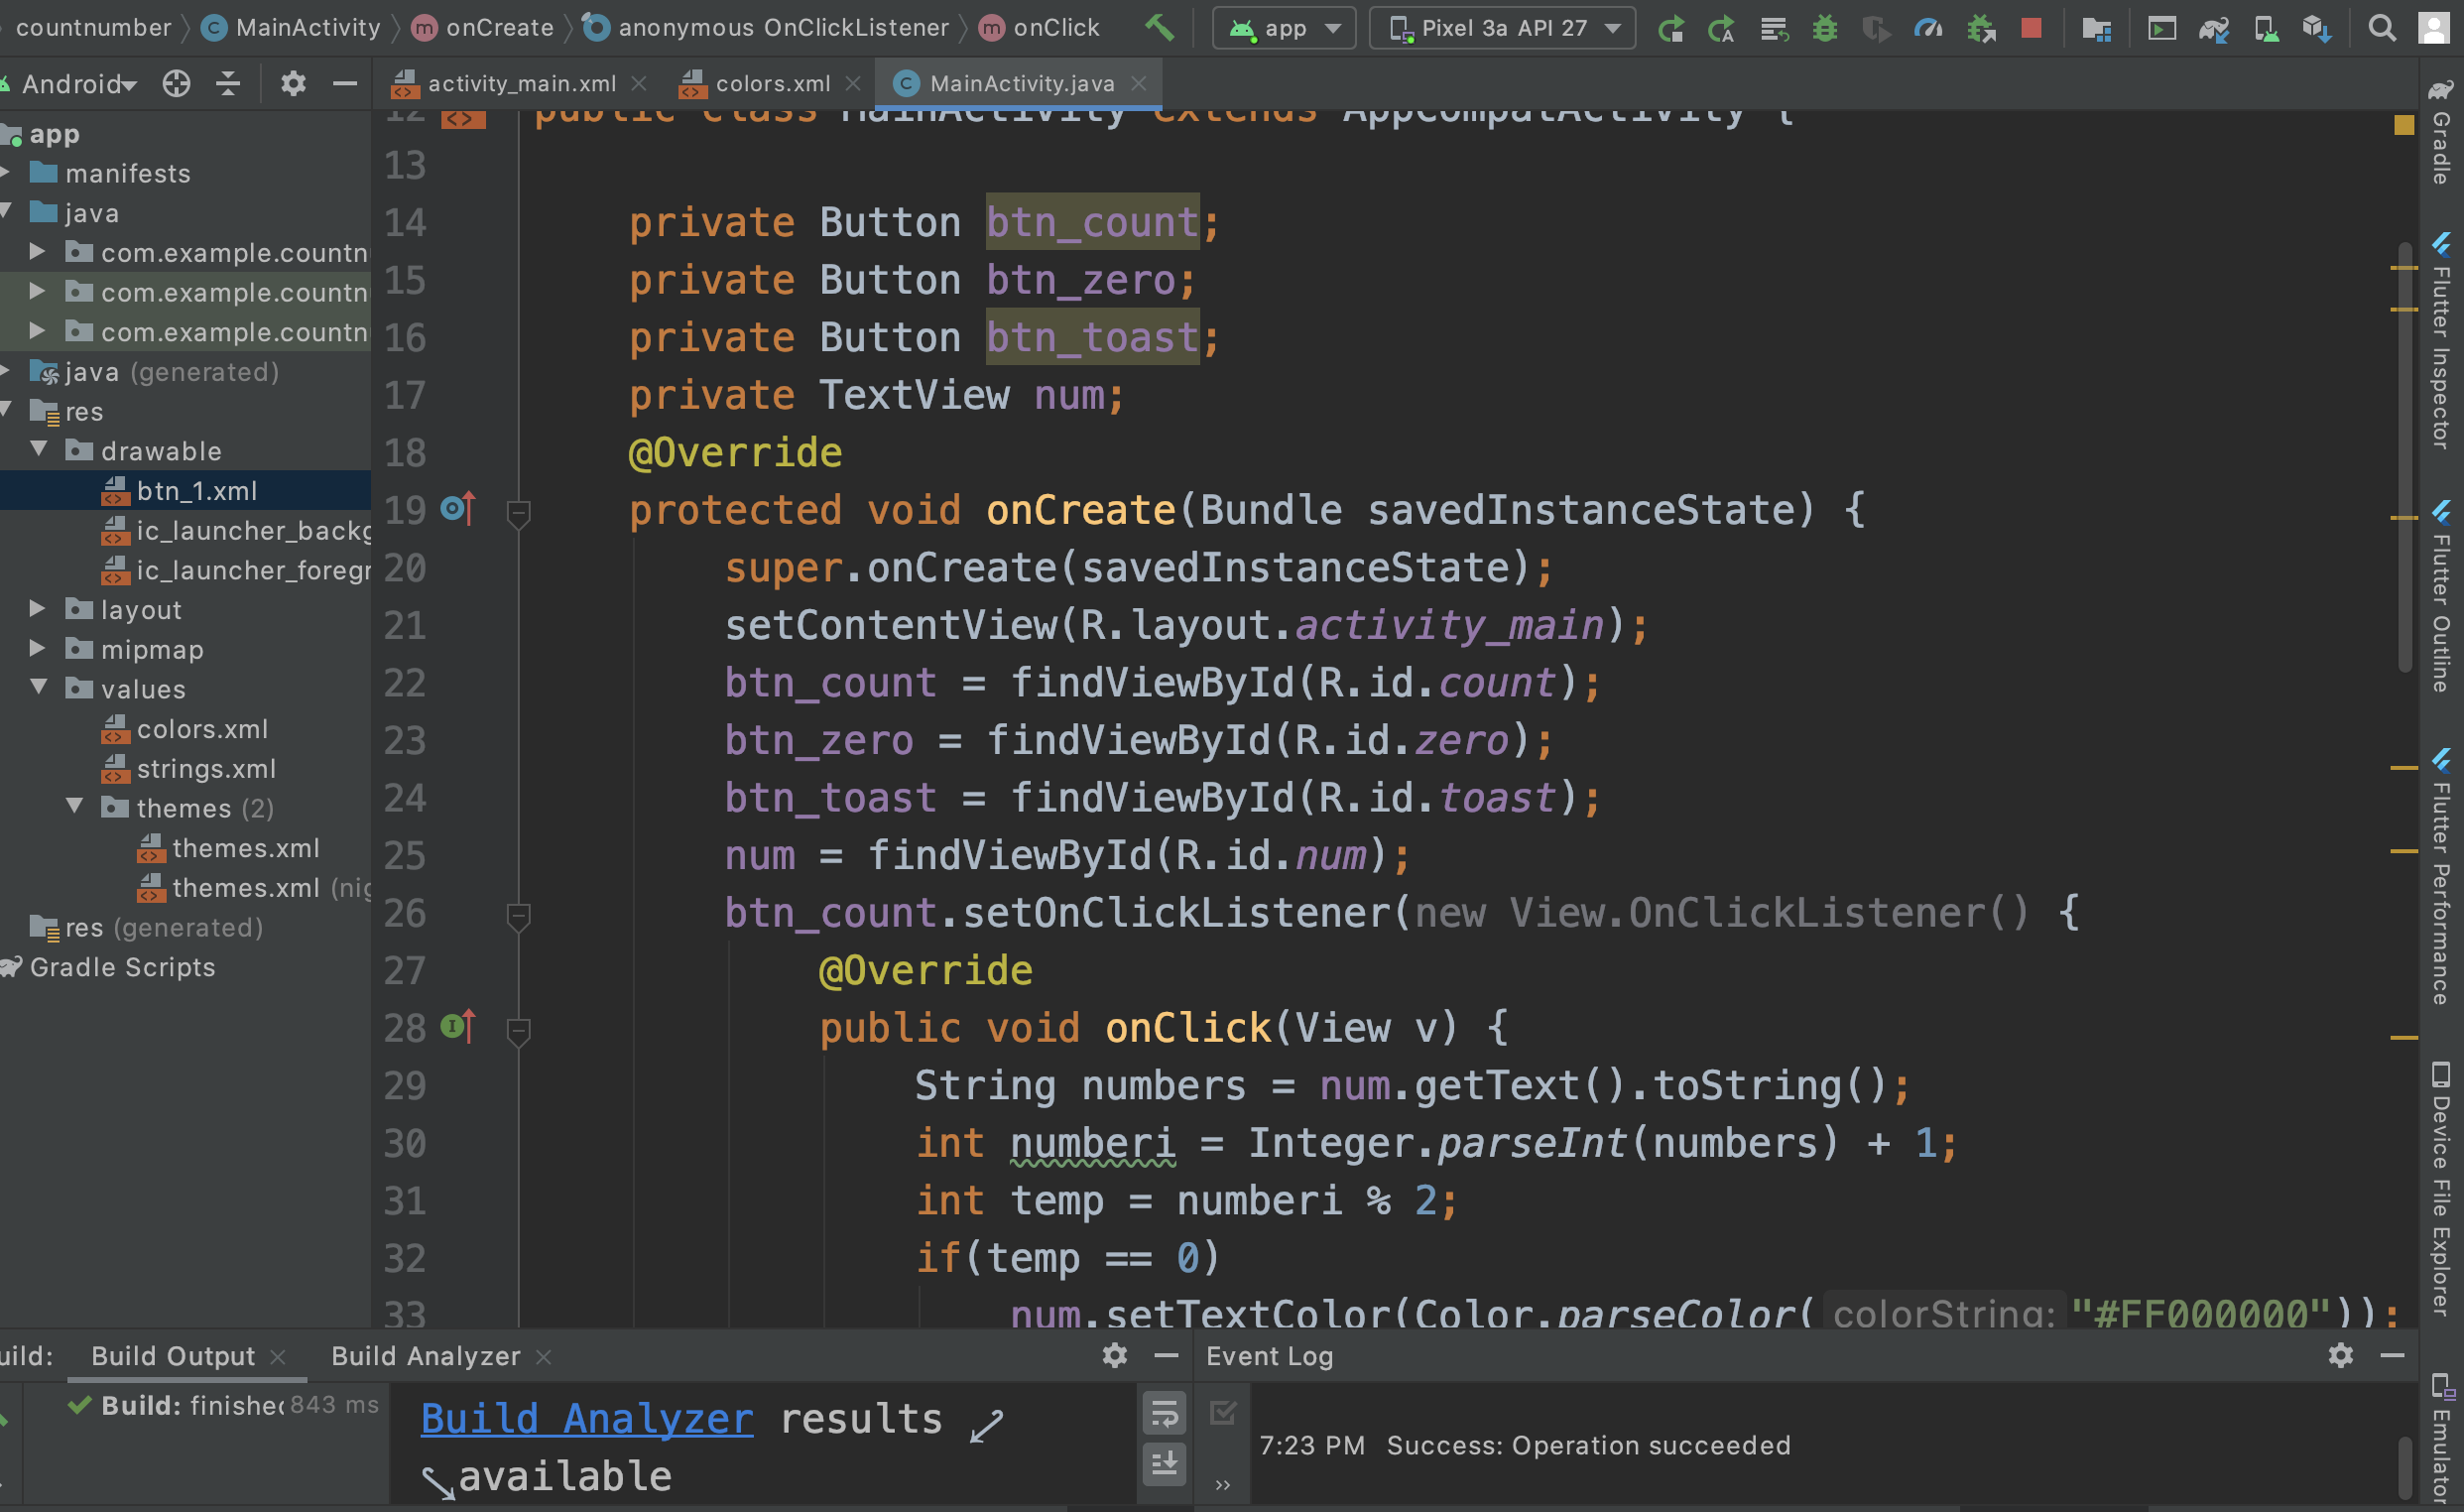 countnumber MainActivity onCreate anonymous OnClickListener onClick app Pixel 3a API 27
Android activity_main.xml colors.xml MainActivity.java
app
manifests
java
com.example.countn
com.example.countn
com.example.countn
java (generated)
res
drawable
btn_1.xml
ic_launcher_backg
ic_launcher_foregr
layout
mipmap
values
colors.xml
strings.xml
themes (2)
themes.xml
themes.xml (nig
res (generated)
Gradle Scripts
12 public class MainActivity extends AppCompatActivity {
13
14 private Button btn_count;
15 private Button btn_zero;
16 private Button btn_toast;
17 private TextView num;
18 @Override
19 protected void onCreate(Bundle savedInstanceState) {
20 super.onCreate(savedInstanceState);
21 setContentView(R.layout.activity_main);
22 btn_count = findViewById(R.id.count);
23 btn_zero = findViewById(R.id.zero);
24 btn_toast = findViewById(R.id.toast);
25 num = findViewById(R.id.num);
26 btn_count.setOnClickListener(new View.OnClickListener() {
27 @Override
28 public void onClick(View v) {
29 String numbers = num.getText().toString();
30 int numberi = Integer.parseInt(numbers) + 1;
31 int temp = numberi % 2;
32 if(temp == 0)
33 num.setTextColor(Color.parseColor( colorString: "#FF000000"));
Gradle
Flutter Inspector
Flutter Outline
Flutter Performance
Device File Explorer
Emulator
uild: Build Output Build Analyzer
Build: finished 843 ms
Build Analyzer results
available
Event Log
7:23 PM Success: Operation succeeded